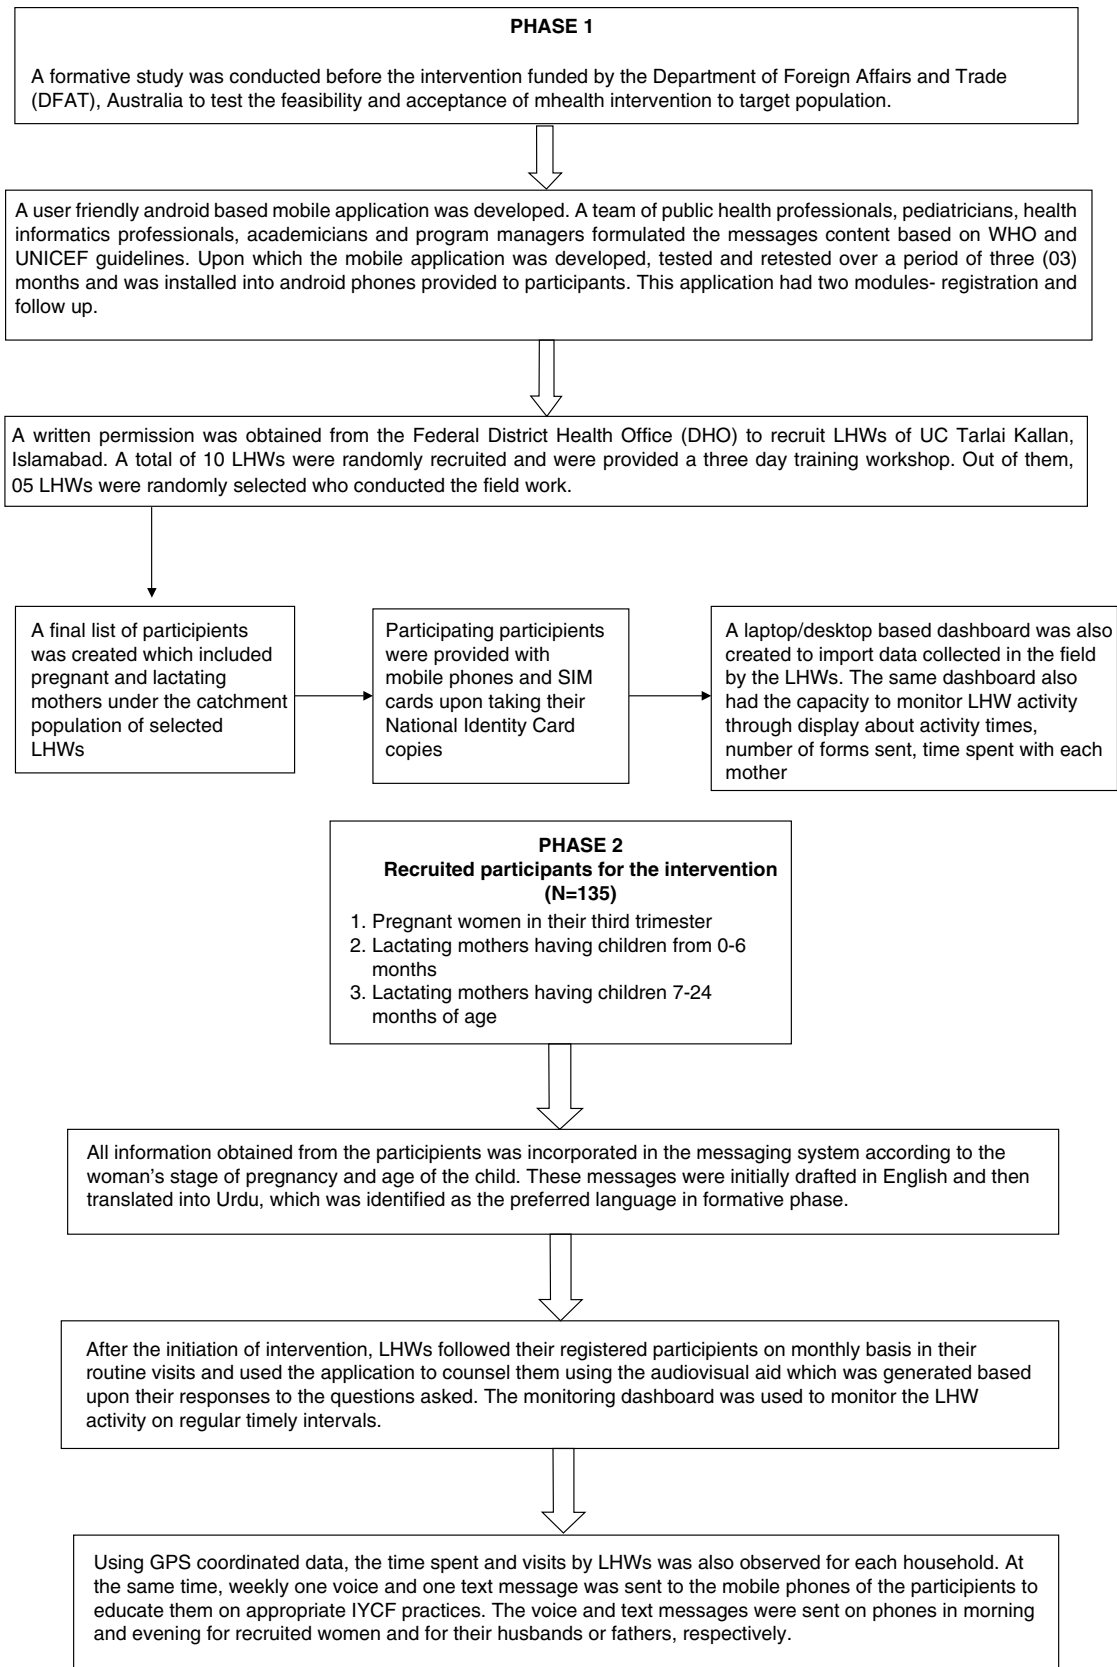 PHASE 1
A formative study was conducted before the intervention funded by the Department of Foreign Affairs and Trade
(DFAT), Australia to test the feasibility and acceptance of mhealth intervention to target population.
A user friendly android based mobile application was developed. A team of public health professionals, pediatricians, health
informatics professionals, academicians and program managers formulated the messages content based on WHO and
UNICEF guidelines. Upon which the mobile application was developed, tested and retested over a period of three (03)
months and was installed into android phones provided to participants. This application had two modules- registration and
follow up.
A written permission was obtained from the Federal District Health Office (DHO) to recruit LHWs of UC Tarlai Kallan,
Islamabad. A total of 10 LHWs were randomly recruited and were provided a three day training workshop. Out of them,
05 LHWs were randomly selected who conducted the field work.
A final list of participients
was created which included
pregnant and lactating
mothers under the catchment
population of selected
LHWs
Participating participients
were provided with
mobile phones and SIM
cards upon taking their
National Identity Card
copies
A laptop/desktop based dashboard was also
created to import data collected in the field
by the LHWs. The same dashboard also
had the capacity to monitor LHW activity
through display about activity times,
number of forms sent, time spent with each
mother
PHASE 2
Recruited participants for the intervention
(N=135)
1. Pregnant women in their third trimester
2. Lactating mothers having children from 0-6
months
3. Lactating mothers having children 7-24
months of age
All information obtained from the participients was incorporated in the messaging system according to the
woman's stage of pregnancy and age of the child. These messages were initially drafted in English and then
translated into Urdu, which was identified as the preferred language in formative phase.
After the initiation of intervention, LHWs followed their registered participants on monthly basis in their
routine visits and used the application to counsel them using the audiovisual aid which was generated based
upon their responses to the questions asked. The monitoring dashboard was used to monitor the LHW
activity on regular timely intervals.
Using GPS coordinated data, the time spent and visits by LHWs was also observed for each household. At
the same time, weekly one voice and one text message was sent to the mobile phones of the participients to
educate them on appropriate IYCF practices. The voice and text messages were sent on phones in morning
and evening for recruited women and for their husbands or fathers, respectively.